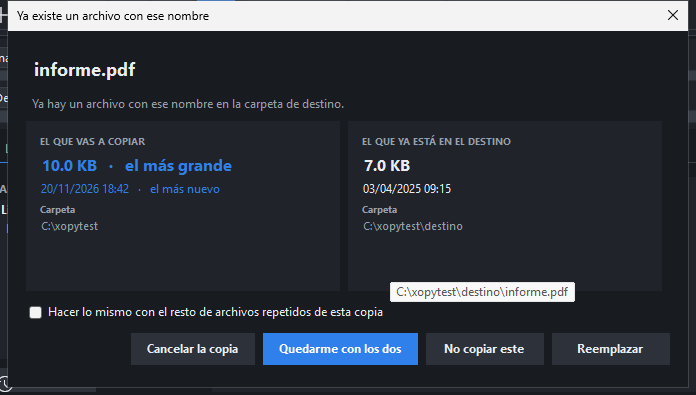 Ya existe un archivo con ese nombre
informe.pdf
Ya hay un archivo con ese nombre en la carpeta de destino.
EL QUE VAS A COPIAR
10.0 KB · el más grande
20/11/2026 18:42 · el más nuevo
Carpeta
C:\xopytest
EL QUE YA ESTÁ EN EL DESTINO
7.0 KB
03/04/2025 09:15
Carpeta
C:\xopytest\destino
C:\xopytest\destino\informe.pdf
Hacer lo mismo con el resto de archivos repetidos de esta copia
Cancelar la copia
Quedarme con los dos
No copiar este
Reemplazar